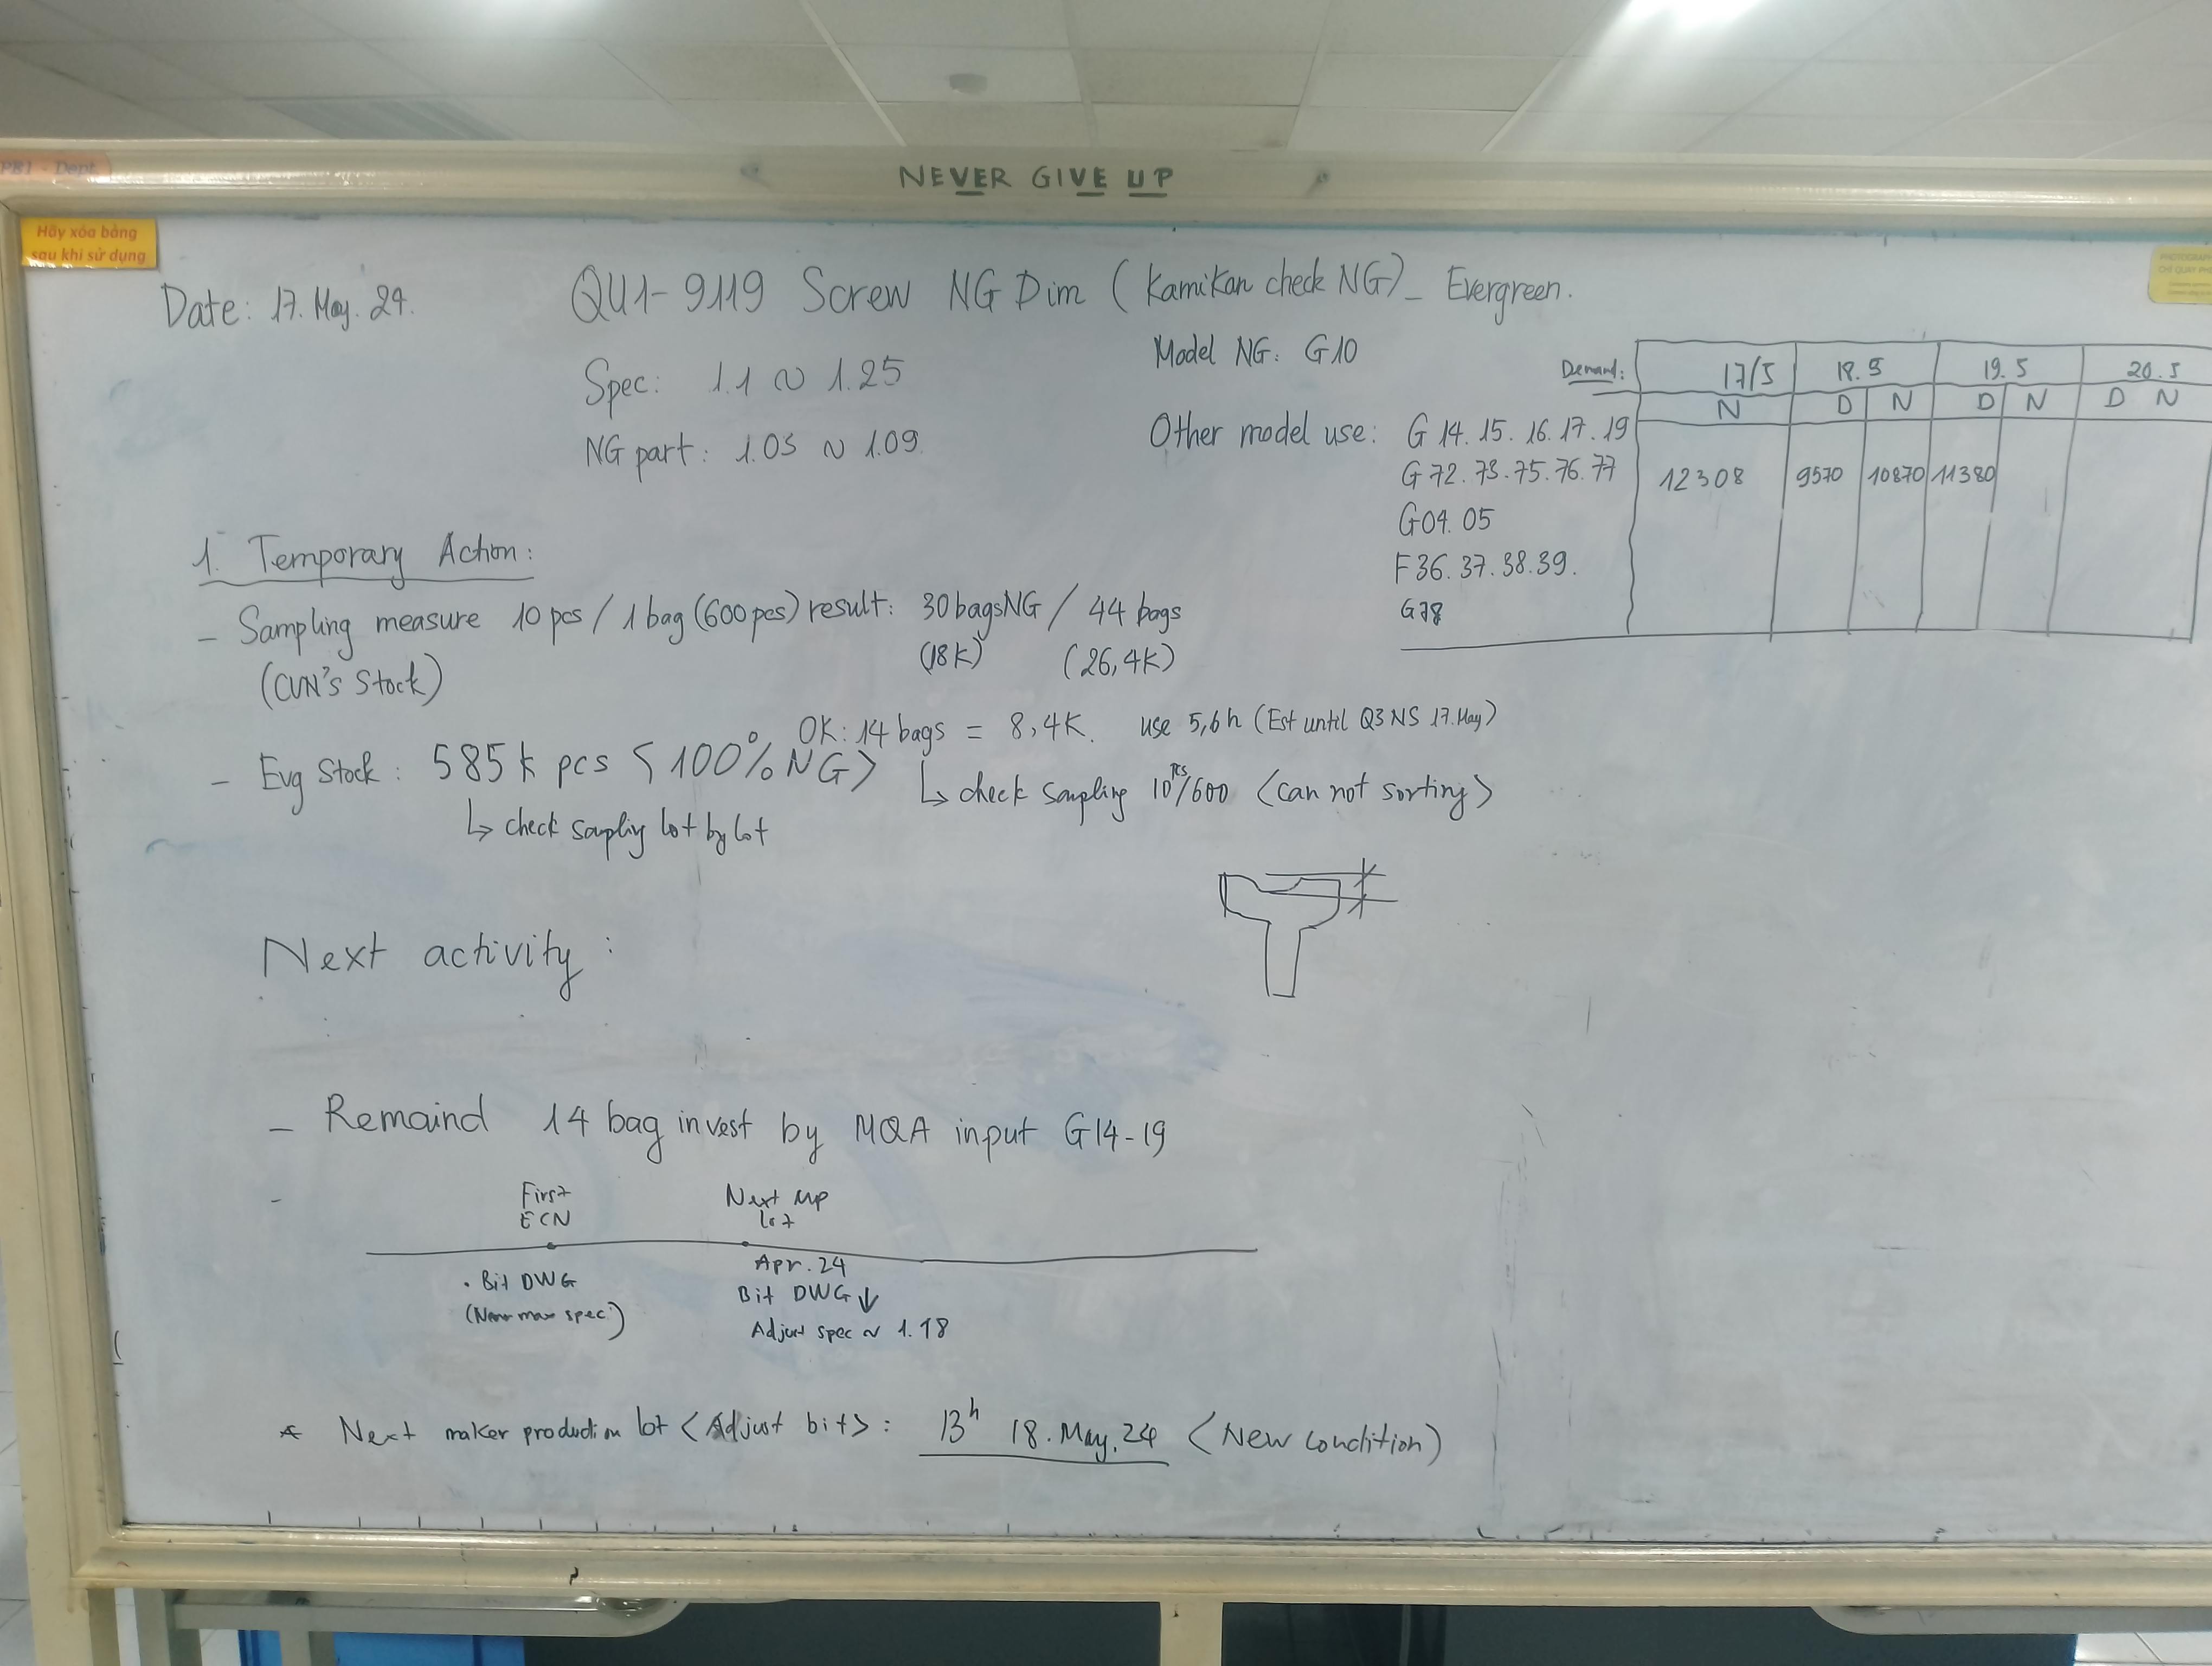 PB1 - Dept
NEVER GIVE UP
Hãy xóa bảng
sau khi sử dụng
Date: 17. May. 24.
QU1-9119 Screw NG Dim (Kamikan check NG)_ Evergreen.
Spec: 1.1 ~ 1.25
NG part: 1.05 ~ 1.09
Model NG: G10
Other model use: G 14. 15. 16. 17. 19
G 72. 73. 75. 76. 77
G04. 05
F36. 37. 38. 39.
G78
Demand: 17/5 18.5 19.5 20.5
N D N D N D N
12308 9570 10870 11380
1. Temporary Action:
- Sampling measure 10 pcs / 1 bag (600 pcs) result: 30 bags NG / 44 bags
(CVN's Stock) (18K) (26,4K)
OK: 14 bags = 8,4K. use 5,6h (Est until Q3 NS 17.May)
- Evg Stock: 585k pcs <100% NG> ↳ check sampling 10pcs/600 <can not sorting>
↳ check sampling lot by lot
Next activity:
- Remaind 14 bag invest by MQA input G14-19
-
First Next MP
ECN lot
• Bit DWG
(Near max spec)
Apr. 24
Bit DWG ↓
Adjust spec ~ 1.18
* Next maker production lot <Adjust bit>: 13h 18. May. 24 <New condition)